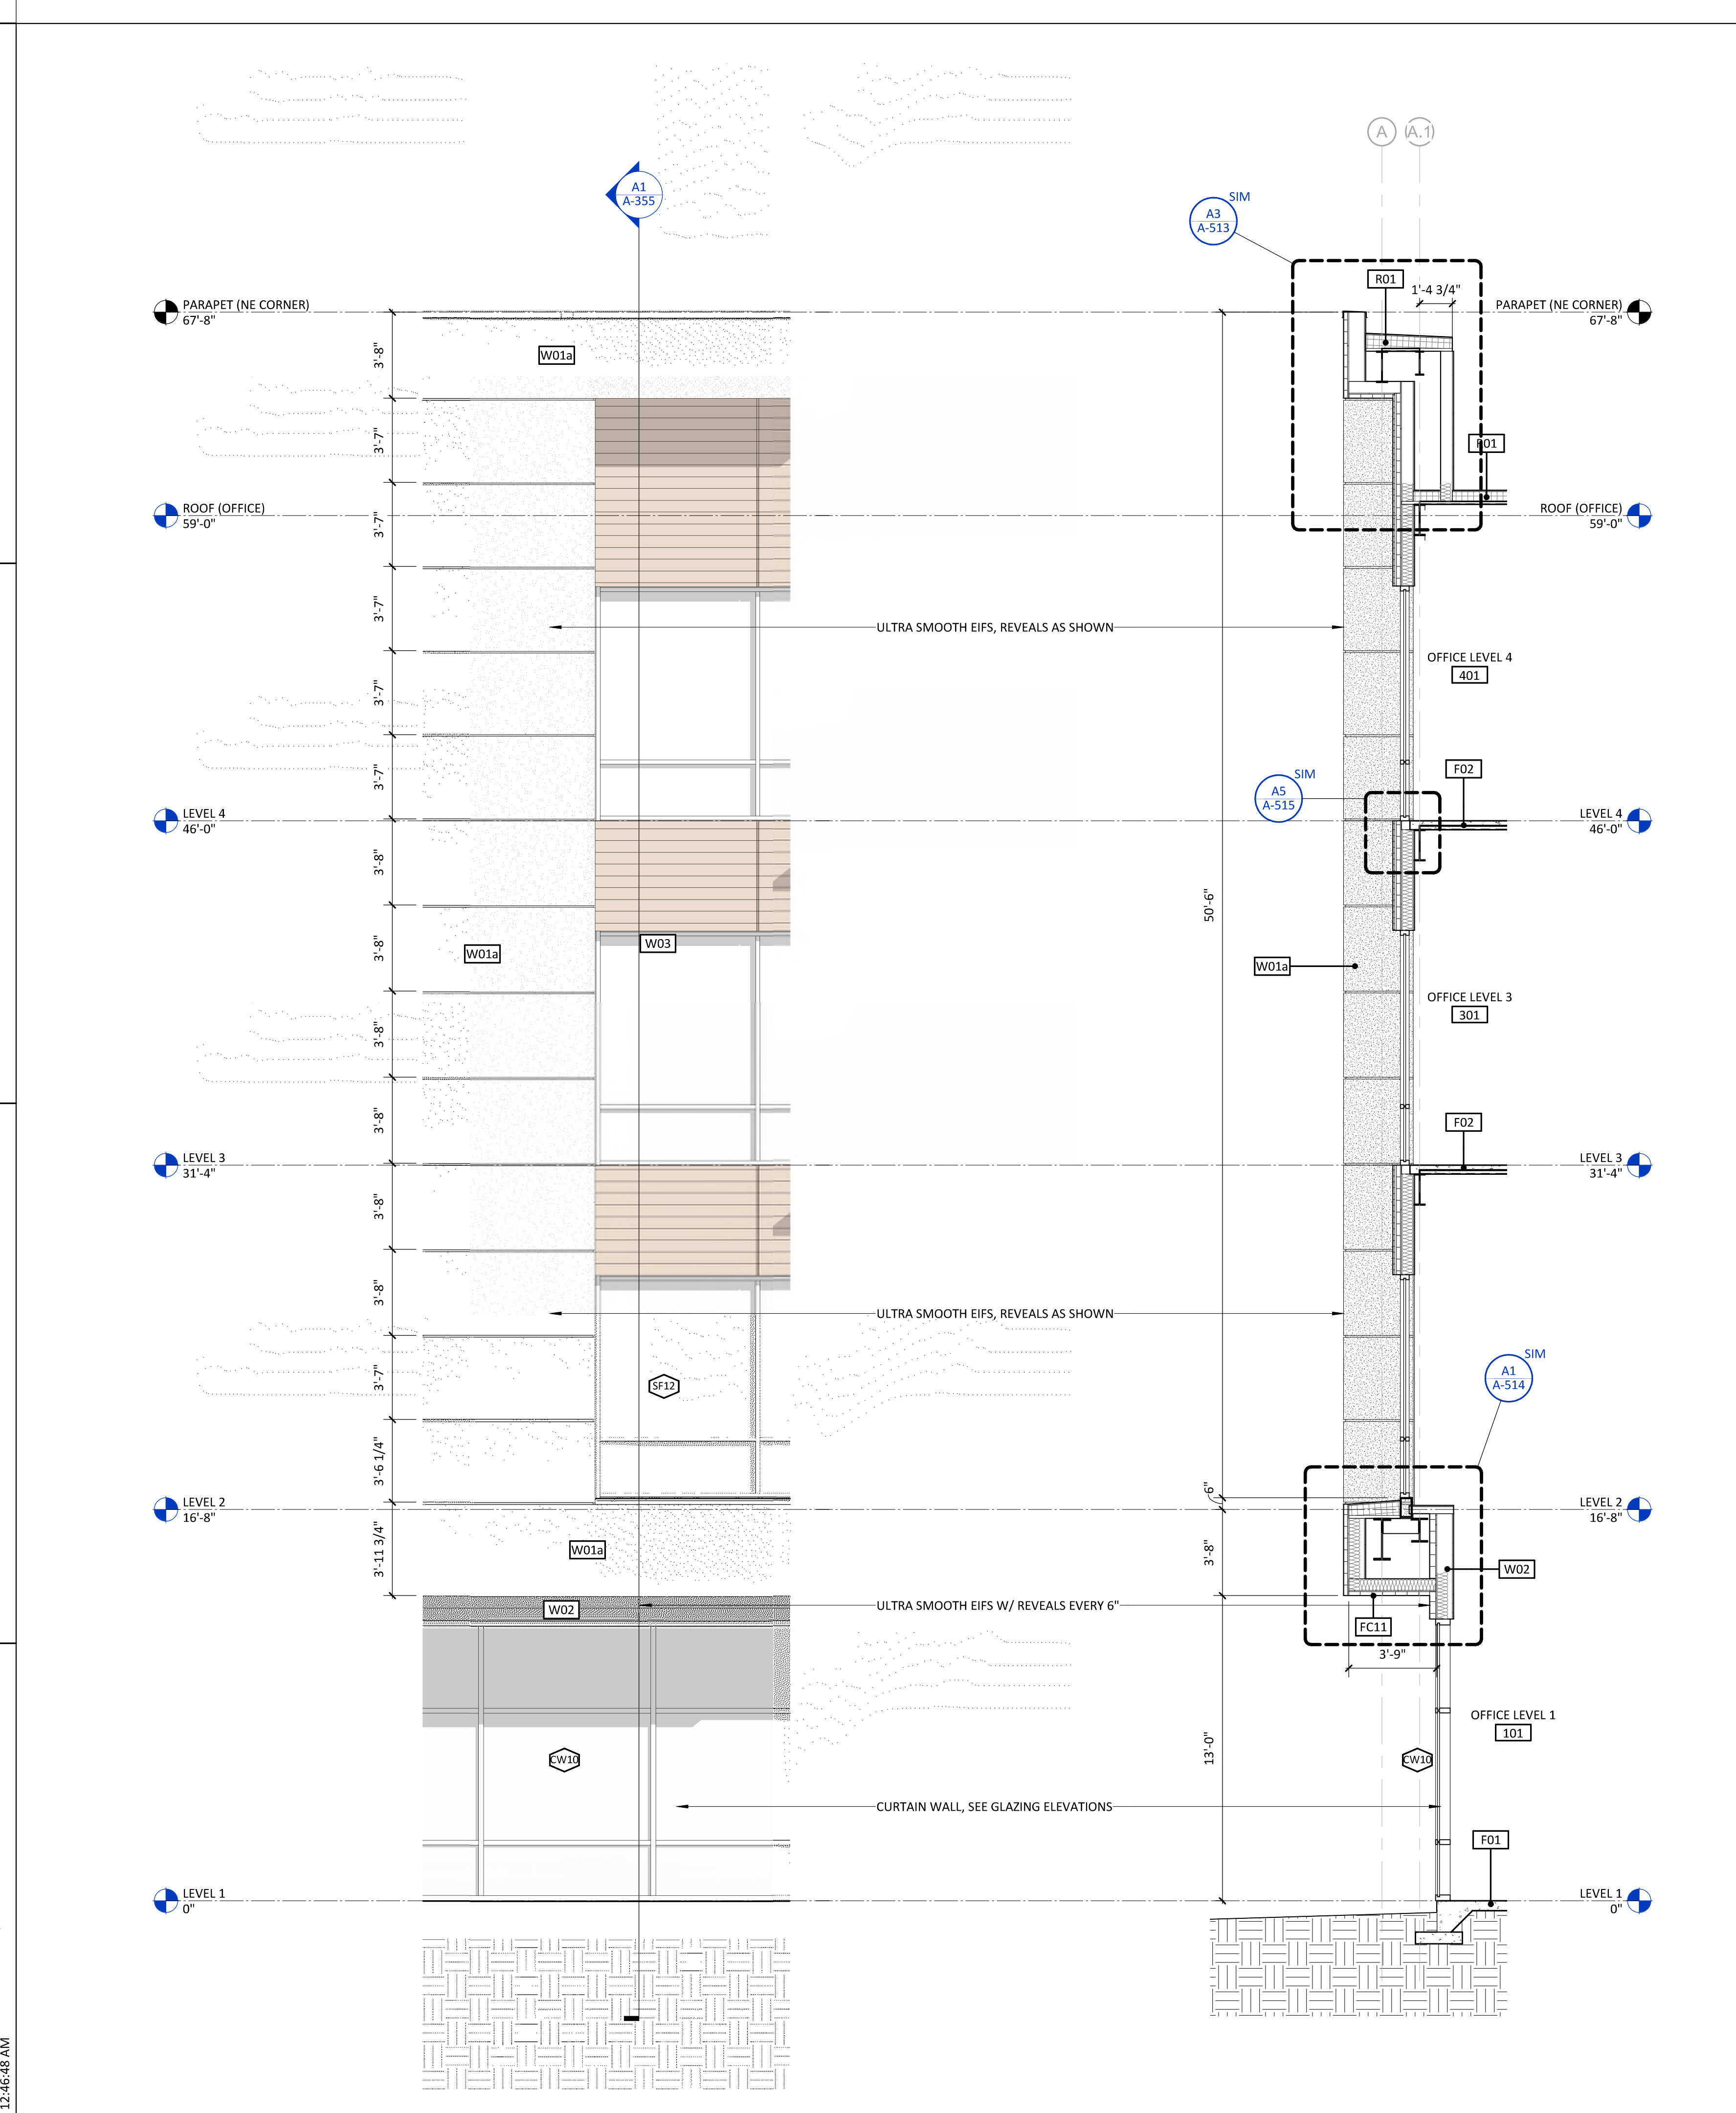 A
A.1
A1
A-355
SIM
A3
A-513
R01
1'-4 3/4"
PARAPET (NE CORNER)
67'-8"
PARAPET (NE CORNER)
67'-8"
3'-8"
W01a
3'-7"
R01
ROOF (OFFICE)
59'-0"
3'-7"
ROOF (OFFICE)
59'-0"
3'-7"
ULTRA SMOOTH EIFS, REVEALS AS SHOWN
OFFICE LEVEL 4
401
3'-7"
3'-7"
SIM
A5
A-515
F02
LEVEL 4
46'-0"
LEVEL 4
46'-0"
3'-8"
50'-6"
3'-8"
W01a
W03
W01a
OFFICE LEVEL 3
301
3'-8"
3'-8"
F02
LEVEL 3
31'-4"
LEVEL 3
31'-4"
3'-8"
3'-8"
ULTRA SMOOTH EIFS, REVEALS AS SHOWN
3'-7"
SF12
SIM
A1
A-514
3'-6 1/4"
6"
LEVEL 2
16'-8"
LEVEL 2
16'-8"
3'-11 3/4"
W01a
3'-8"
W02
W02
ULTRA SMOOTH EIFS W/ REVEALS EVERY 6"
FC11
3'-9"
OFFICE LEVEL 1
101
CW10
13'-0"
CW10
CURTAIN WALL, SEE GLAZING ELEVATIONS
F01
LEVEL 1
0"
LEVEL 1
0"
12:46:48 AM